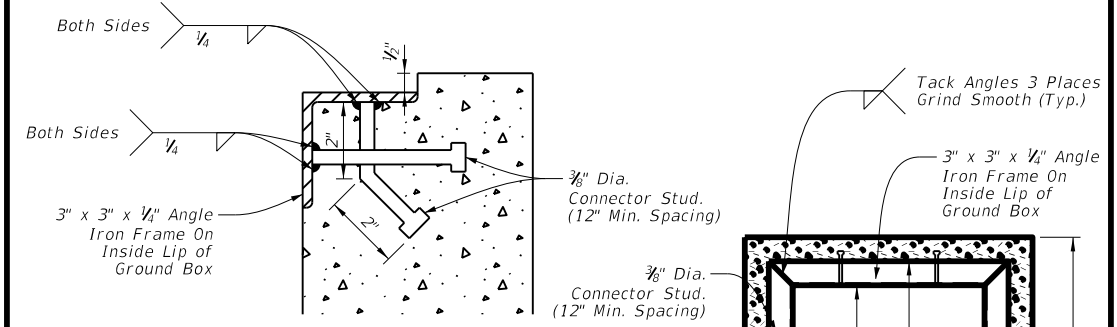 Both Sides
1/4
1/2"
Both Sides
1/4
2"
2"
3/8" Dia.
Connector Stud.
(12" Min. Spacing)
3" x 3" x 1/4" Angle
Iron Frame On
Inside Lip of
Ground Box
Tack Angles 3 Places
Grind Smooth (Typ.)
3" x 3" x 1/4" Angle
Iron Frame On
Inside Lip of
Ground Box
3/8" Dia.
Connector Stud.
(12" Min. Spacing)